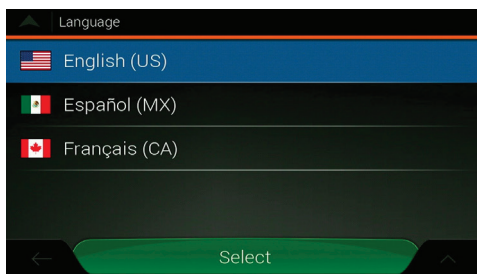 Language
English (US)
Español (MX)
Français (CA)
Select